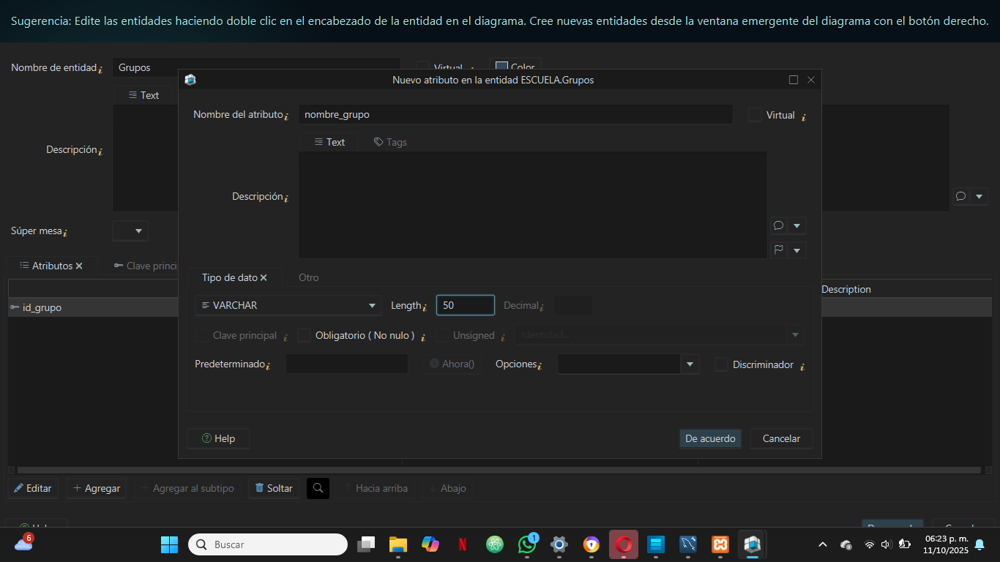 Sugerencia: Edite las entidades haciendo doble clic en el encabezado de la entidad en el diagrama. Cree nuevas entidades desde la ventana emergente del diagrama con el botón derecho.
Nombre de entidad
Grupos
Virtual
Color
Text
Descripción
Súper mesa
Atributos
Clave princi
Description
id_grupo
Nuevo atributo en la entidad ESCUELA.Grupos
Nombre del atributo
nombre_grupo
Virtual
Text
Tags
Descripción
Tipo de dato
Otro
VARCHAR
Length
50
Decimal
Clave principal
Obligatorio ( No nulo )
Unsigned
Identidad...
Predeterminado
Ahora()
Opciones
Discriminador
Help
De acuerdo
Cancelar
Editar
Agregar
Agregar al subtipo
Soltar
Hacia arriba
Abajo
6
Buscar
1
06:23 p. m.
11/10/2025